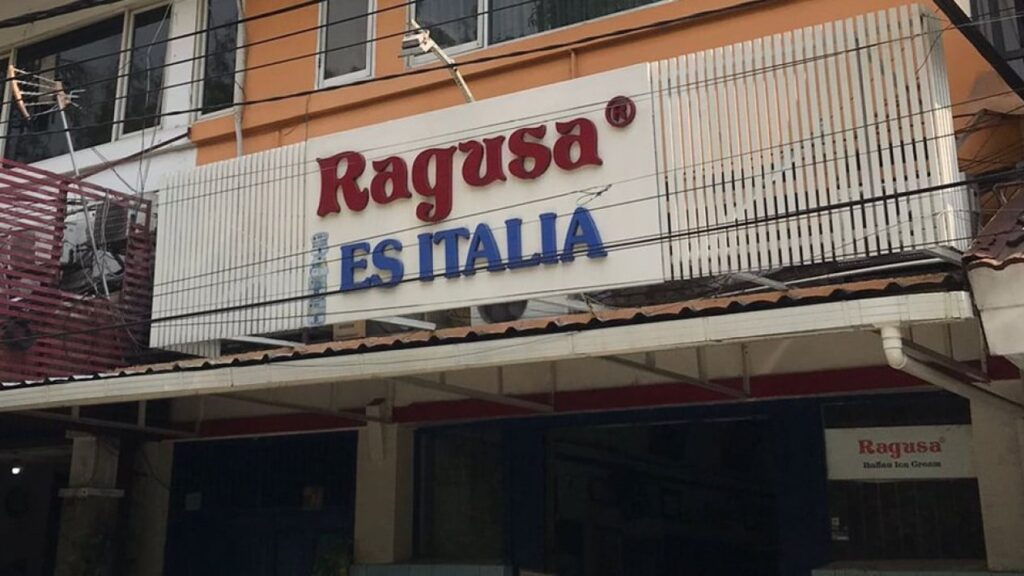 Ragusa®
ES ITALIA
Ragusa
Italian Ice Cream